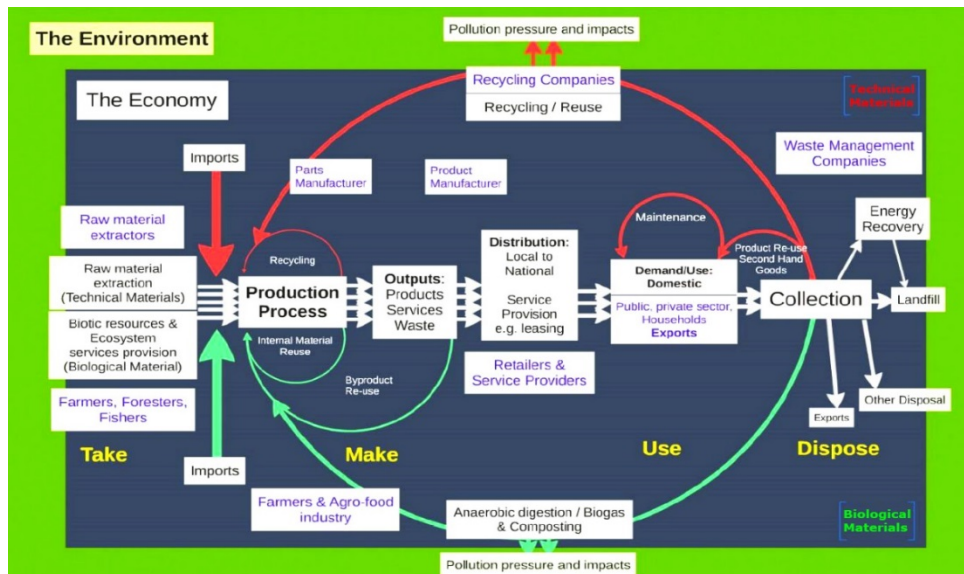 The Environment
Pollution pressure and impacts
The Economy
Recycling Companies
Recycling / Reuse
Technical
Materials
Imports
Parts
Manufacturer
Product
Manufacturer
Waste Management
Companies
Raw material
extractors
Maintenance
Energy
Recovery
Recycling
Distribution:
Local to
National
Service
Provision
e.g. leasing
Product Re-use
Second Hand
Goods
Raw material
extraction
(Technical Materials)
Production
Process
Outputs:
Products
Services
Waste
Demand/Use:
Domestic
Public, private sector,
Households
Exports
Collection
Landfill
Biotic resources &
Ecosystem
services provision
(Biological Material)
Internal Material
Reuse
Byproduct
Re-use
Retailers &
Service Providers
Farmers, Foresters,
Fishers
Exports
Other Disposal
Take
Make
Use
Dispose
Imports
Farmers & Agro-food
industry
Anaerobic digestion / Biogas
& Composting
Biological
Materials
Pollution pressure and impacts